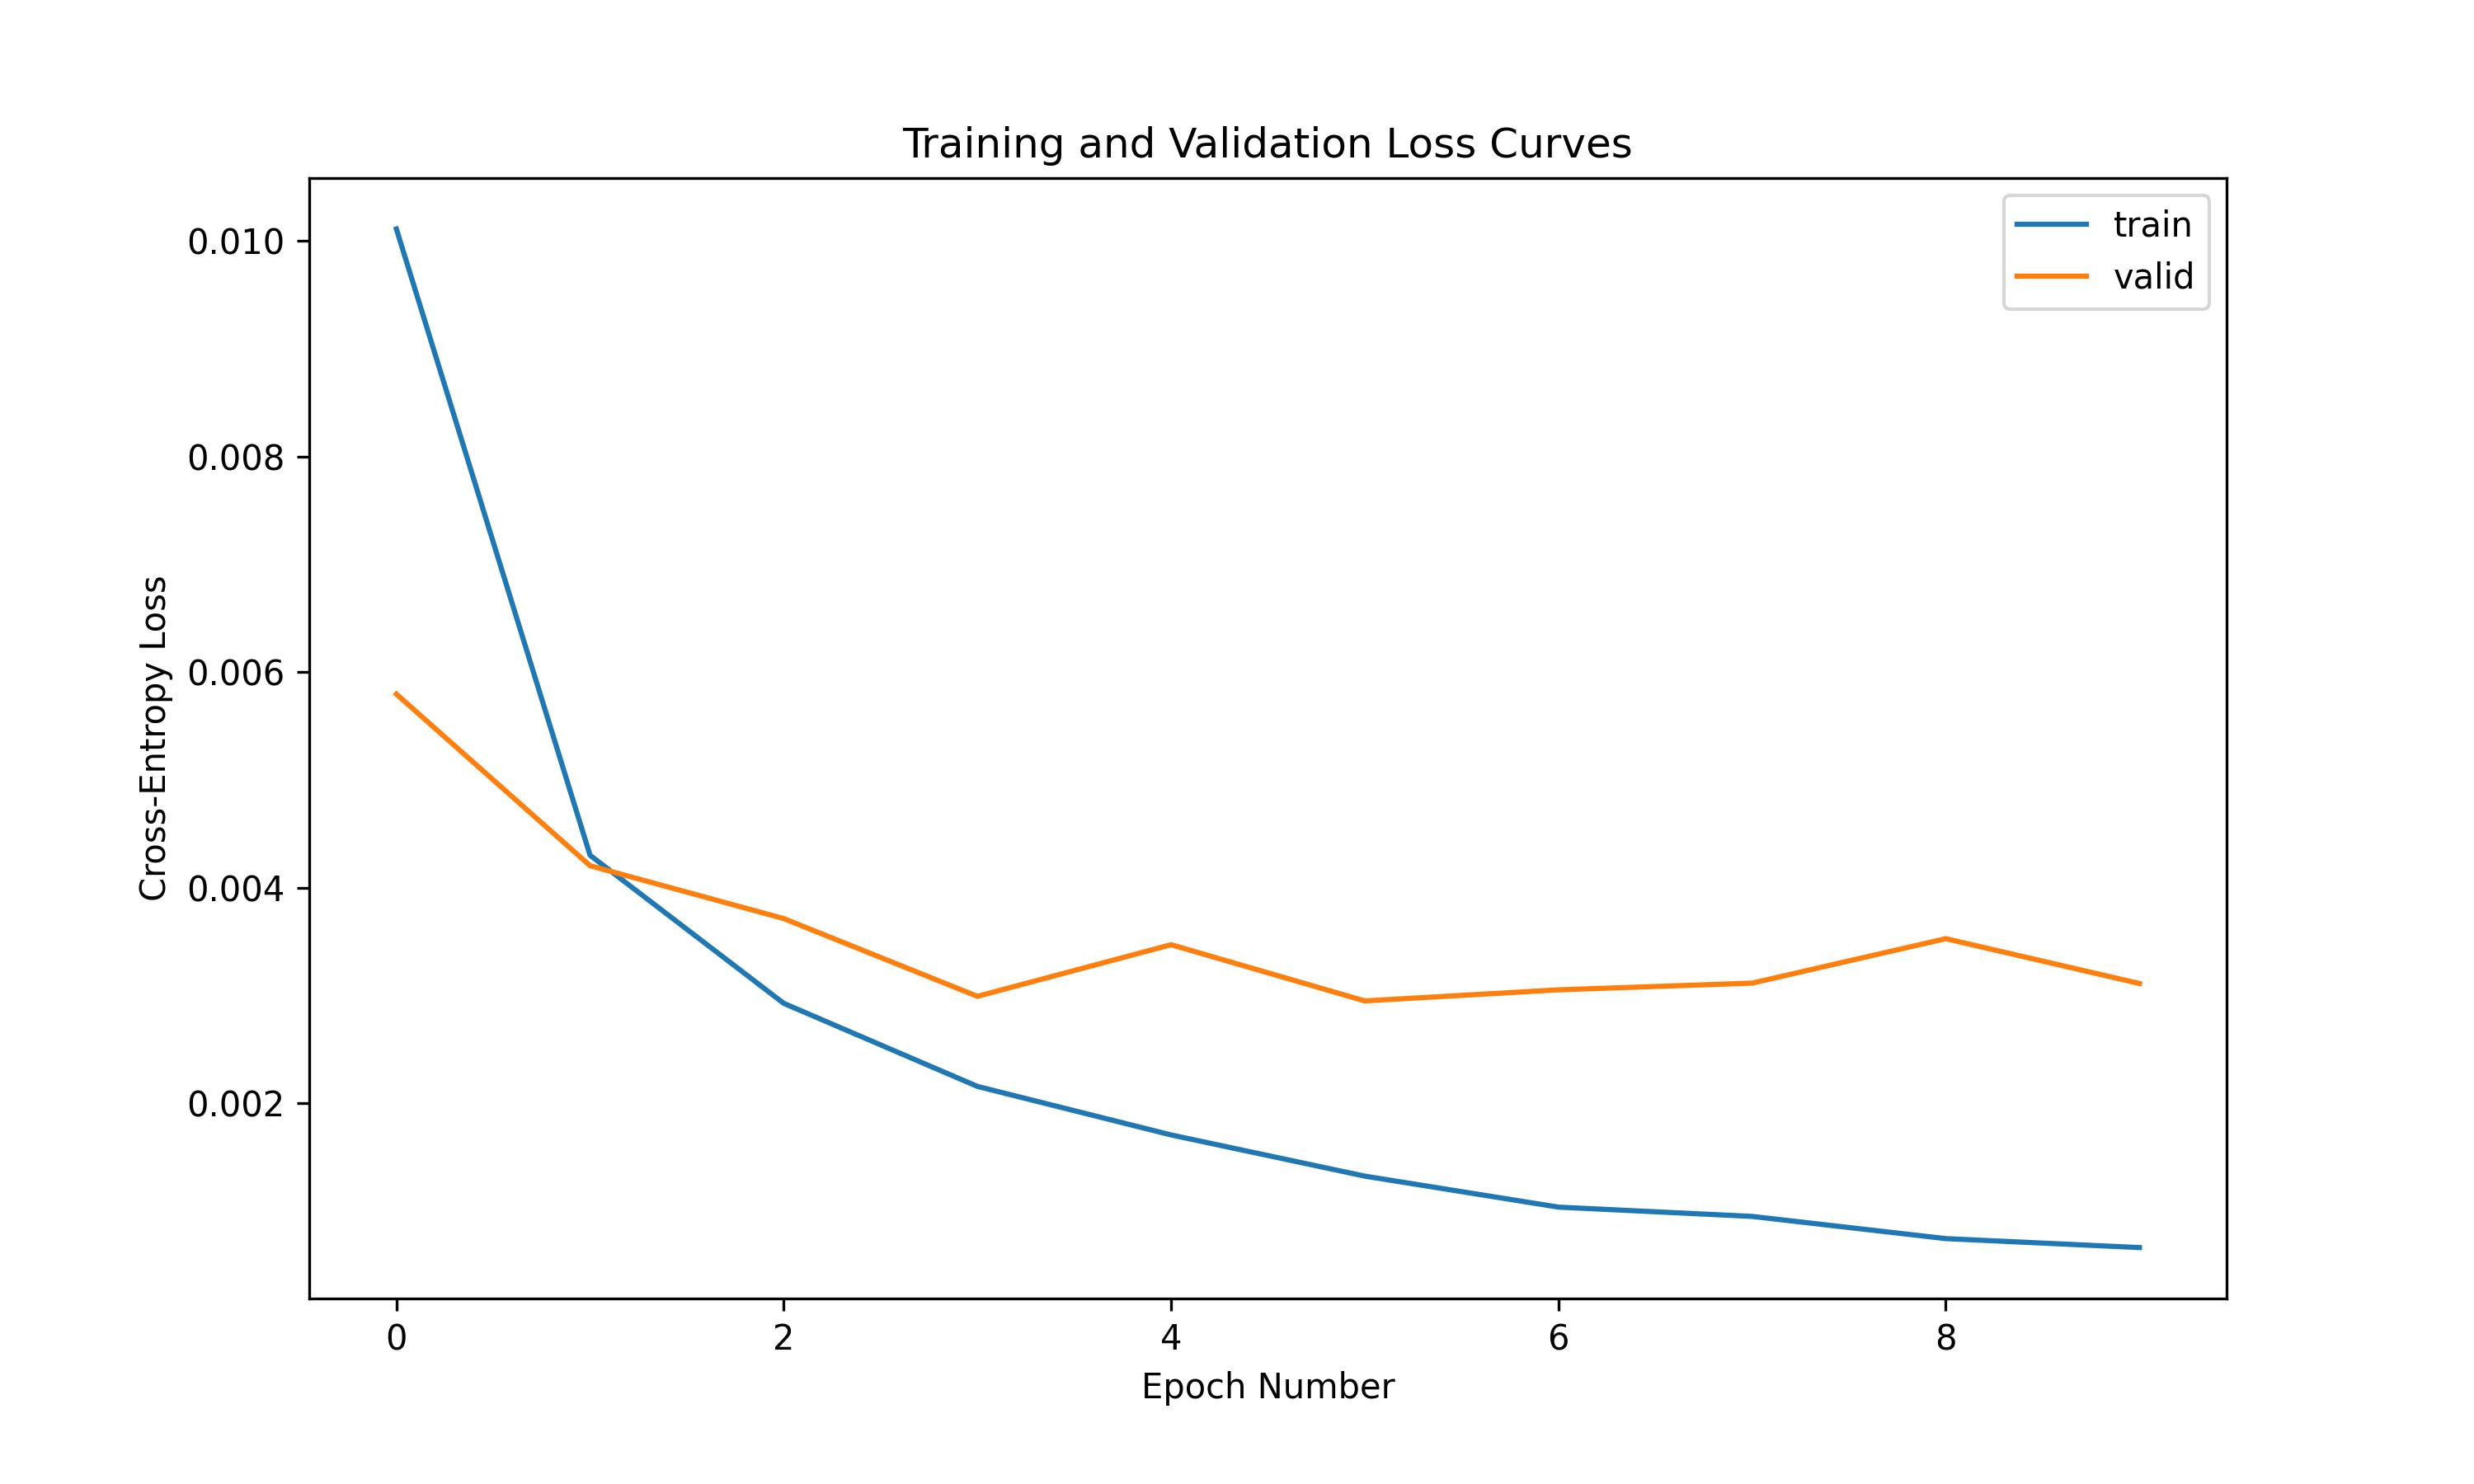 Training and Validation Loss Curves
train
valid
0.010
0.008
0.006
0.004
0.002
Cross-Entropy Loss
0 2 4 6 8
Epoch Number